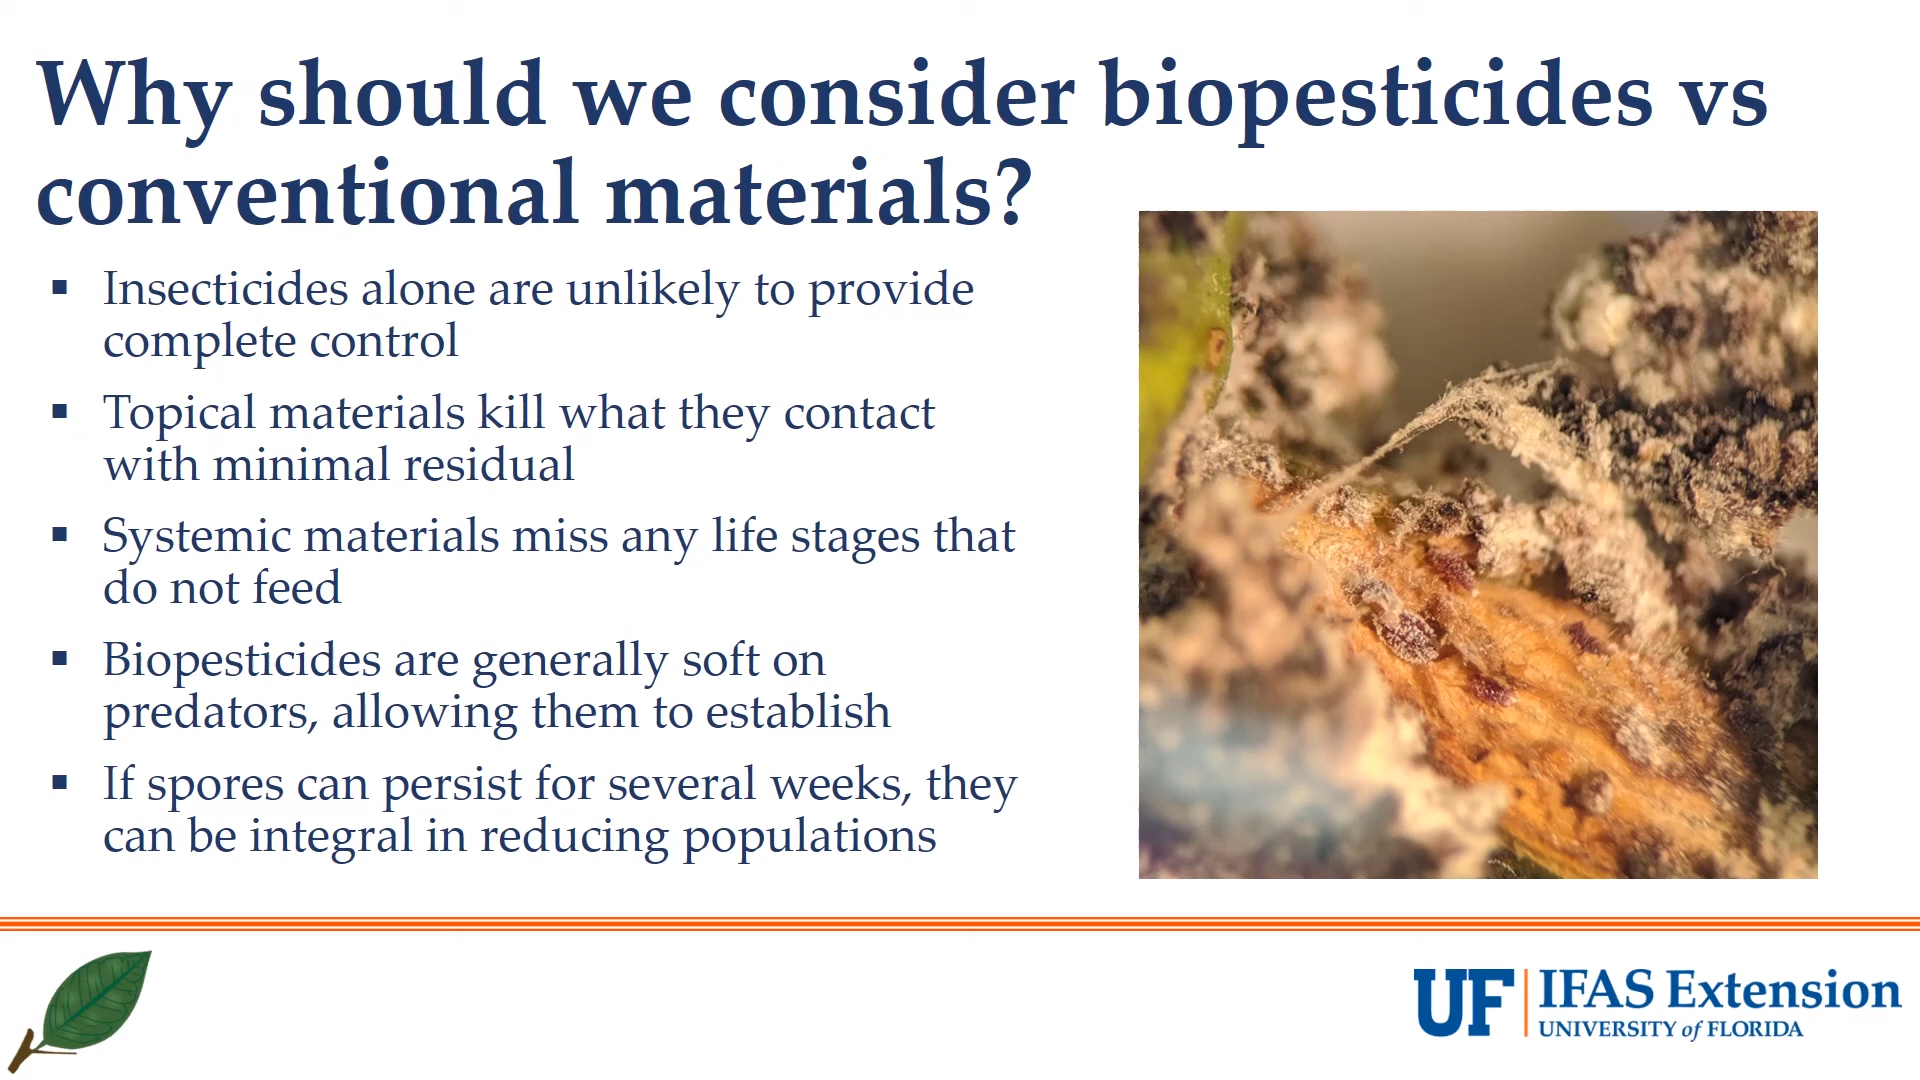 Why should we consider biopesticides vs
conventional materials?
▪ Insecticides alone are unlikely to provide
complete control
▪ Topical materials kill what they contact
with minimal residual
▪ Systemic materials miss any life stages that
do not feed
▪ Biopesticides are generally soft on
predators, allowing them to establish
▪ If spores can persist for several weeks, they
can be integral in reducing populations
UF | IFAS Extension
UNIVERSITY of FLORIDA